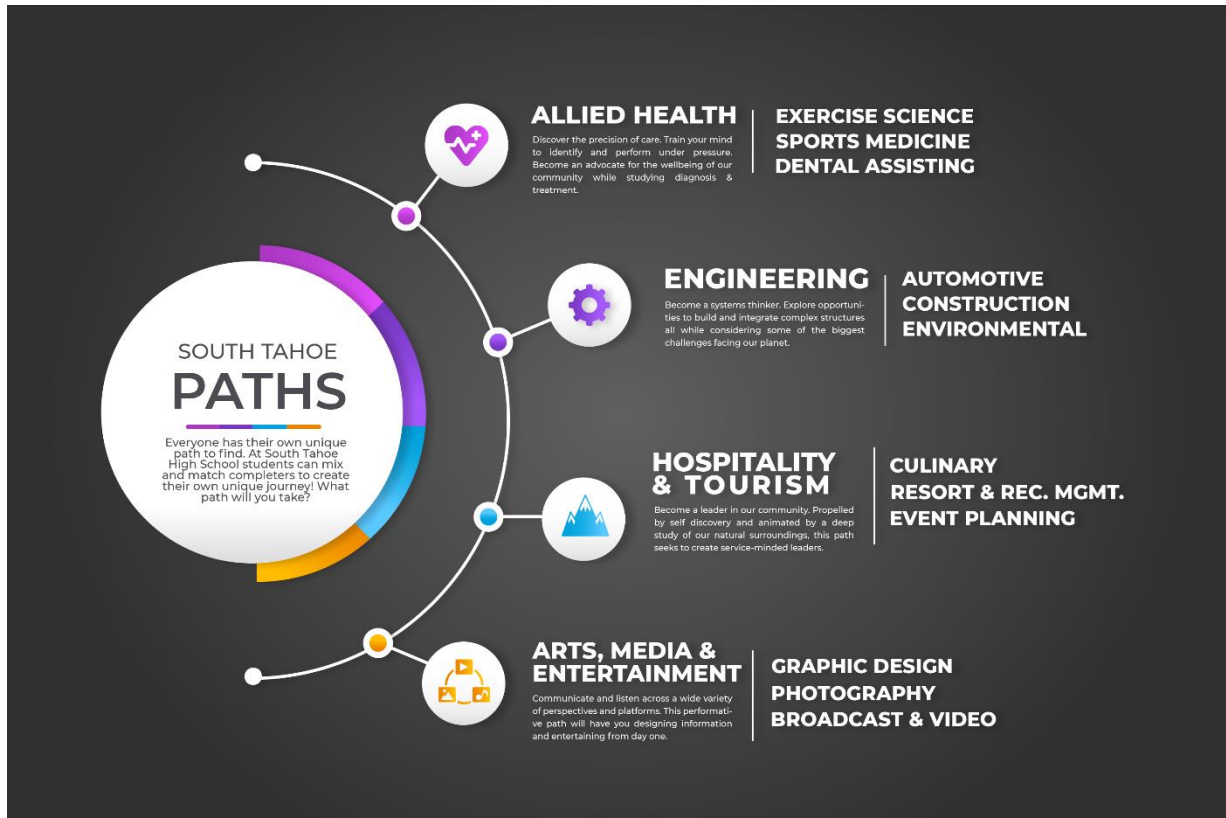 SOUTH TAHOE
PATHS
Everyone has their own unique
path to find. At South Tahoe
High School students can mix
and match completers to create
their own unique journey! What
path will you take?
ALLIED HEALTH
Discover the precision of care. Train your mind
to identify and perform under pressure.
Become an advocate for the wellbeing of our
community while studying diagnosis &
treatment.
EXERCISE SCIENCE
SPORTS MEDICINE
DENTAL ASSISTING
ENGINEERING
Become a systems thinker. Explore opportuni-
ties to build and integrate complex structures
all while considering some of the biggest
challenges facing our planet.
AUTOMOTIVE
CONSTRUCTION
ENVIRONMENTAL
HOSPITALITY
& TOURISM
Become a leader in our community. Propelled
by self discovery and animated by a deep
study of our natural surroundings, this path
seeks to create service-minded leaders.
CULINARY
RESORT & REC. MGMT.
EVENT PLANNING
ARTS, MEDIA &
ENTERTAINMENT
Communicate and listen across a wide variety
of perspectives and platforms. This performati-
ve path will have you designing information
and entertaining from day one.
GRAPHIC DESIGN
PHOTOGRAPHY
BROADCAST & VIDEO